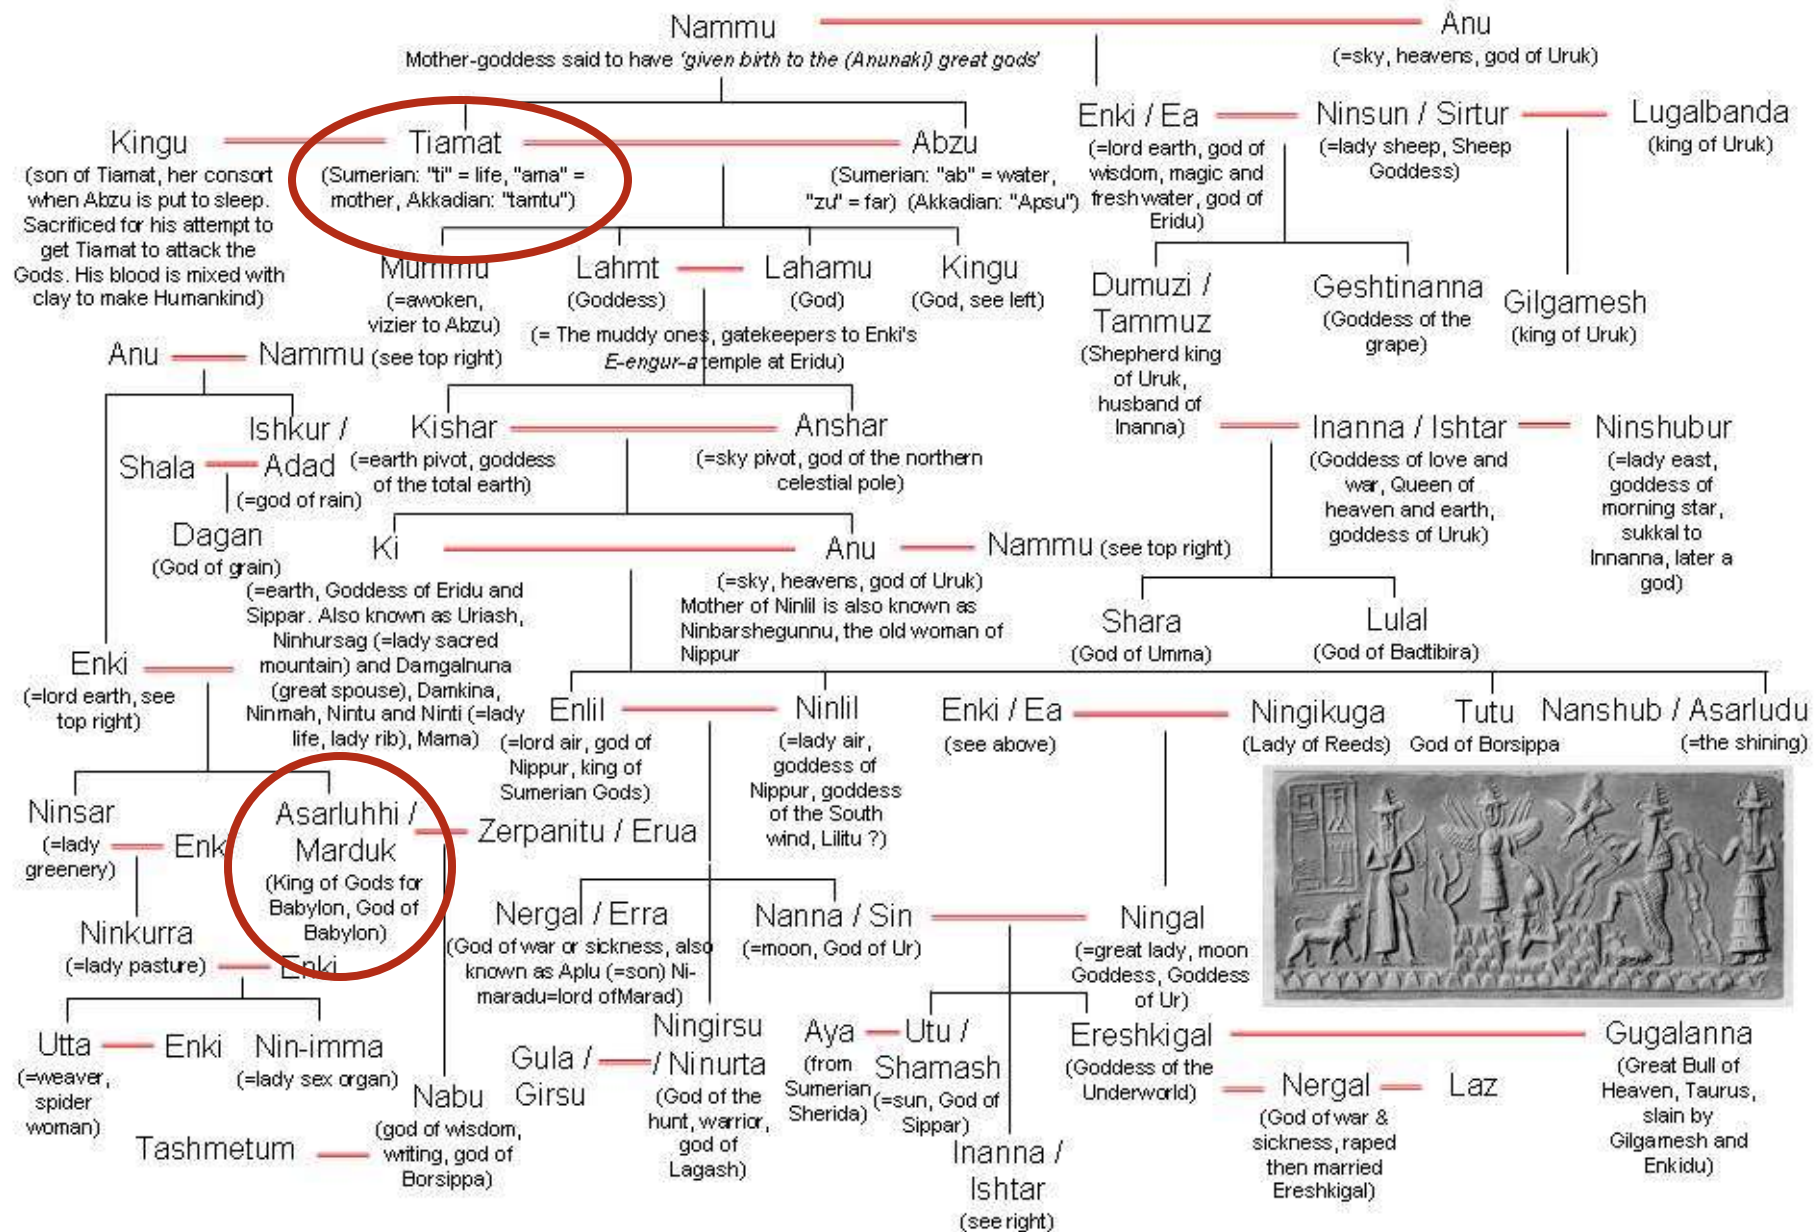 Nammu
Mother-goddess said to have 'given birth to the (Anunaki) great gods'
Anu
(=sky, heavens, god of Uruk)
Kingu
(son of Tiamat, her consort
when Abzu is put to sleep.
Sacrificed for his attempt to
get Tiamat to attack the
Gods. His blood is mixed with
clay to make Humankind)
Tiamat
(Sumerian: "ti" = life, "ama" =
mother, Akkadian: "tamtu")
Abzu
(Sumerian: "ab" = water,
"zu" = far) (Akkadian: "Apsu")
Enki / Ea
(=lord earth, god of
wisdom, magic and
fresh water, god of
Eridu)
Ninsun / Sirtur
(=lady sheep, Sheep
Goddess)
Lugalbanda
(king of Uruk)
Mummu
(=awoken,
vizier to Abzu)
Lahmt
(Goddess)
Lahamu
(God)
(= The muddy ones, gatekeepers to Enki's
E-engur-a temple at Eridu)
Kingu
(God, see left)
Dumuzi /
Tammuz
(Shepherd king
of Uruk,
husband of
Inanna)
Geshtinanna
(Goddess of the
grape)
Gilgamesh
(king of Uruk)
Anu
Nammu (see top right)
Ishkur /
Adad
(=god of rain)
Shala
Dagan
(God of grain)
Kishar
(=earth pivot, goddess
of the total earth)
Anshar
(=sky pivot, god of the northern
celestial pole)
Inanna / Ishtar
(Goddess of love and
war, Queen of
heaven and earth,
goddess of Uruk)
Ninshubur
(=lady east,
goddess of
morning star,
sukkal to
Innanna, later a
god)
Ki
(=earth, Goddess of Eridu and
Sippar. Also known as Uriash,
Ninhursag (=lady sacred
mountain) and Damgalnuna
(great spouse), Damkina,
Ninmah, Nintu and Ninti (=lady
life, lady rib), Mama)
Anu
(=sky, heavens, god of Uruk)
Mother of Ninlil is also known as
Ninbarshegunnu, the old woman of
Nippur
Nammu (see top right)
Shara
(God of Umma)
Lulal
(God of Badtibira)
Enki
(=lord earth, see
top right)
Enlil
(=lord air, god of
Nippur, king of
Sumerian Gods)
Ninlil
(=lady air,
goddess of
Nippur, goddess
of the South
wind, Lilitu ?)
Enki / Ea
(see above)
Ningikuga
(Lady of Reeds)
Tutu
God of Borsippa
Nanshub / Asarludu
(=the shining)
Ninsar
(=lady
greenery)
Enk
Asarluhhi /
Marduk
(King of Gods for
Babylon, God of
Babylon)
Zerpanitu / Erua
Ninkurra
(=lady pasture)
Enki
Nergal / Erra
(God of war or sickness, also
known as Aplu (=son) Ni-
maradu=lord of Marad)
Nanna / Sin
(=moon, God of Ur)
Ningal
(=great lady, moon
Goddess, Goddess
of Ur)
Utta
(=weaver,
spider
woman)
Enki
Nin-imma
(=lady sex organ)
Nabu
(god of wisdom,
writing, god of
Borsippa)
Tashmetum
Gula /
Girsu
Ningirsu
/ Ninurta
(God of the
hunt, warrior,
god of
Lagash)
Aya
(from
Sumerian
Sherida)
Utu /
Shamash
(=sun, God of
Sippar)
Inanna /
Ishtar
(see right)
Ereshkigal
(Goddess of the
Underworld)
Nergal
(God of war &
sickness, raped
then married
Ereshkigal)
Laz
Gugalanna
(Great Bull of
Heaven, Taurus,
slain by
Gilgamesh and
Enkidu)